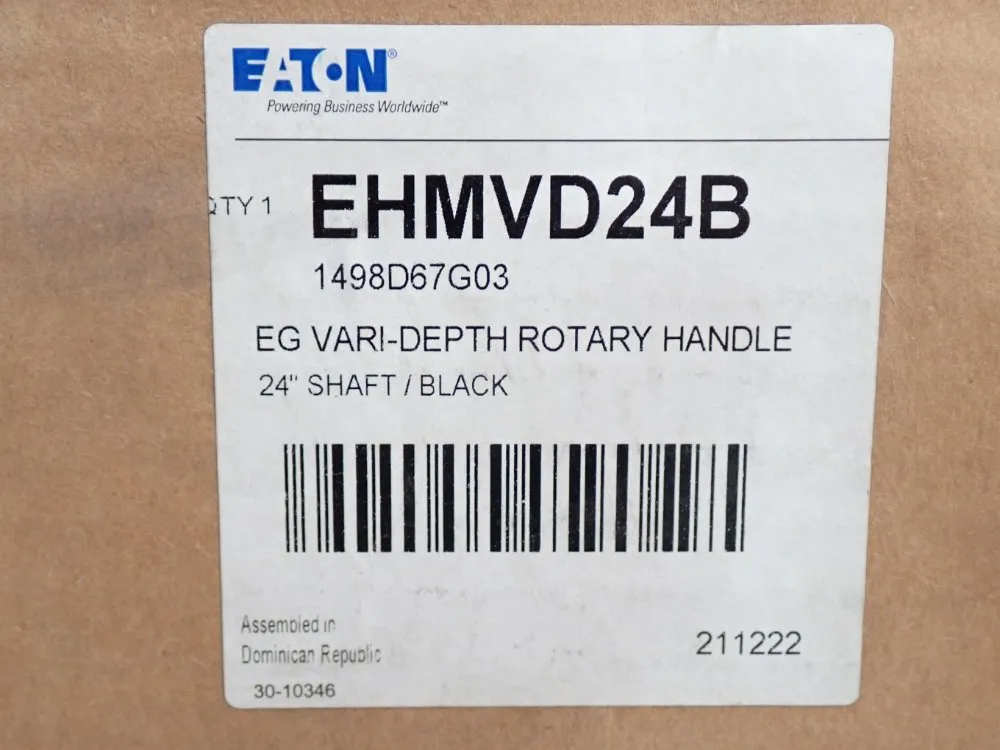 EATON®
Powering Business Worldwide™
QTY 1 EHMVD24B
1498D67G03
EG VARI-DEPTH ROTARY HANDLE
24" SHAFT / BLACK
Assembled in
Dominican Republic
211222
30-10346